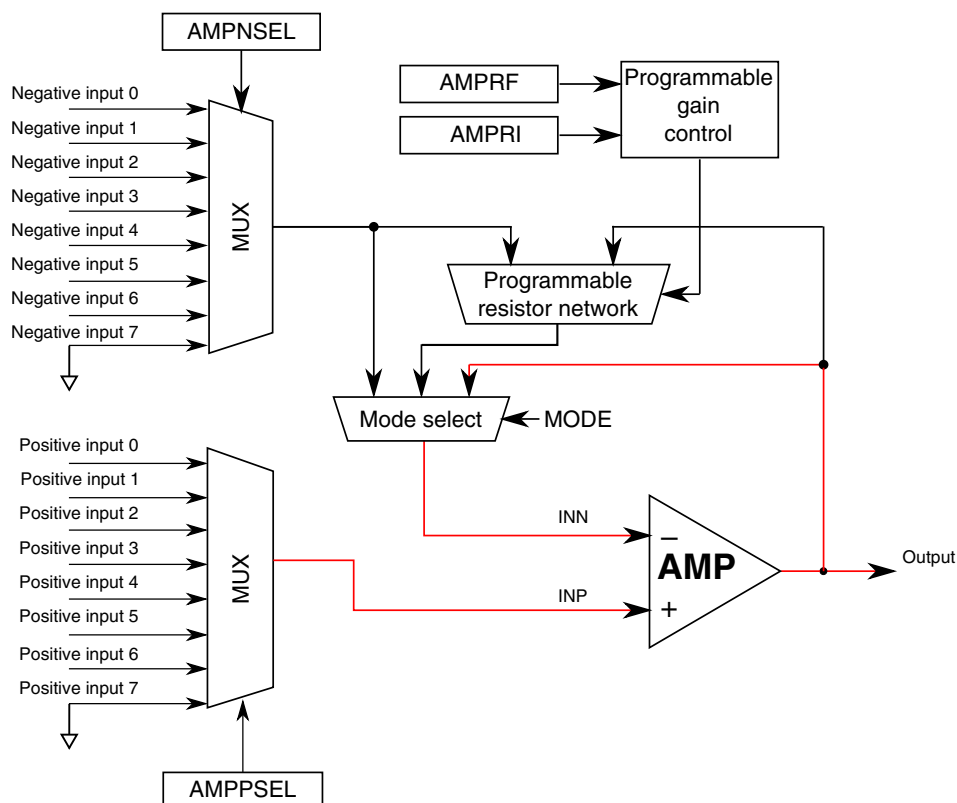 AMPNSEL
Negative input 0
Negative input 1
Negative input 2
Negative input 3
Negative input 4
Negative input 5
Negative input 6
Negative input 7
MUX
AMPRF
AMPRI
Programmable
gain
control
Programmable
resistor network
Mode select
MODE
Positive input 0
Positive input 1
Positive input 2
Positive input 3
Positive input 4
Positive input 5
Positive input 6
Positive input 7
MUX
INN
INP
−
AMP
+
Output
AMPPSEL